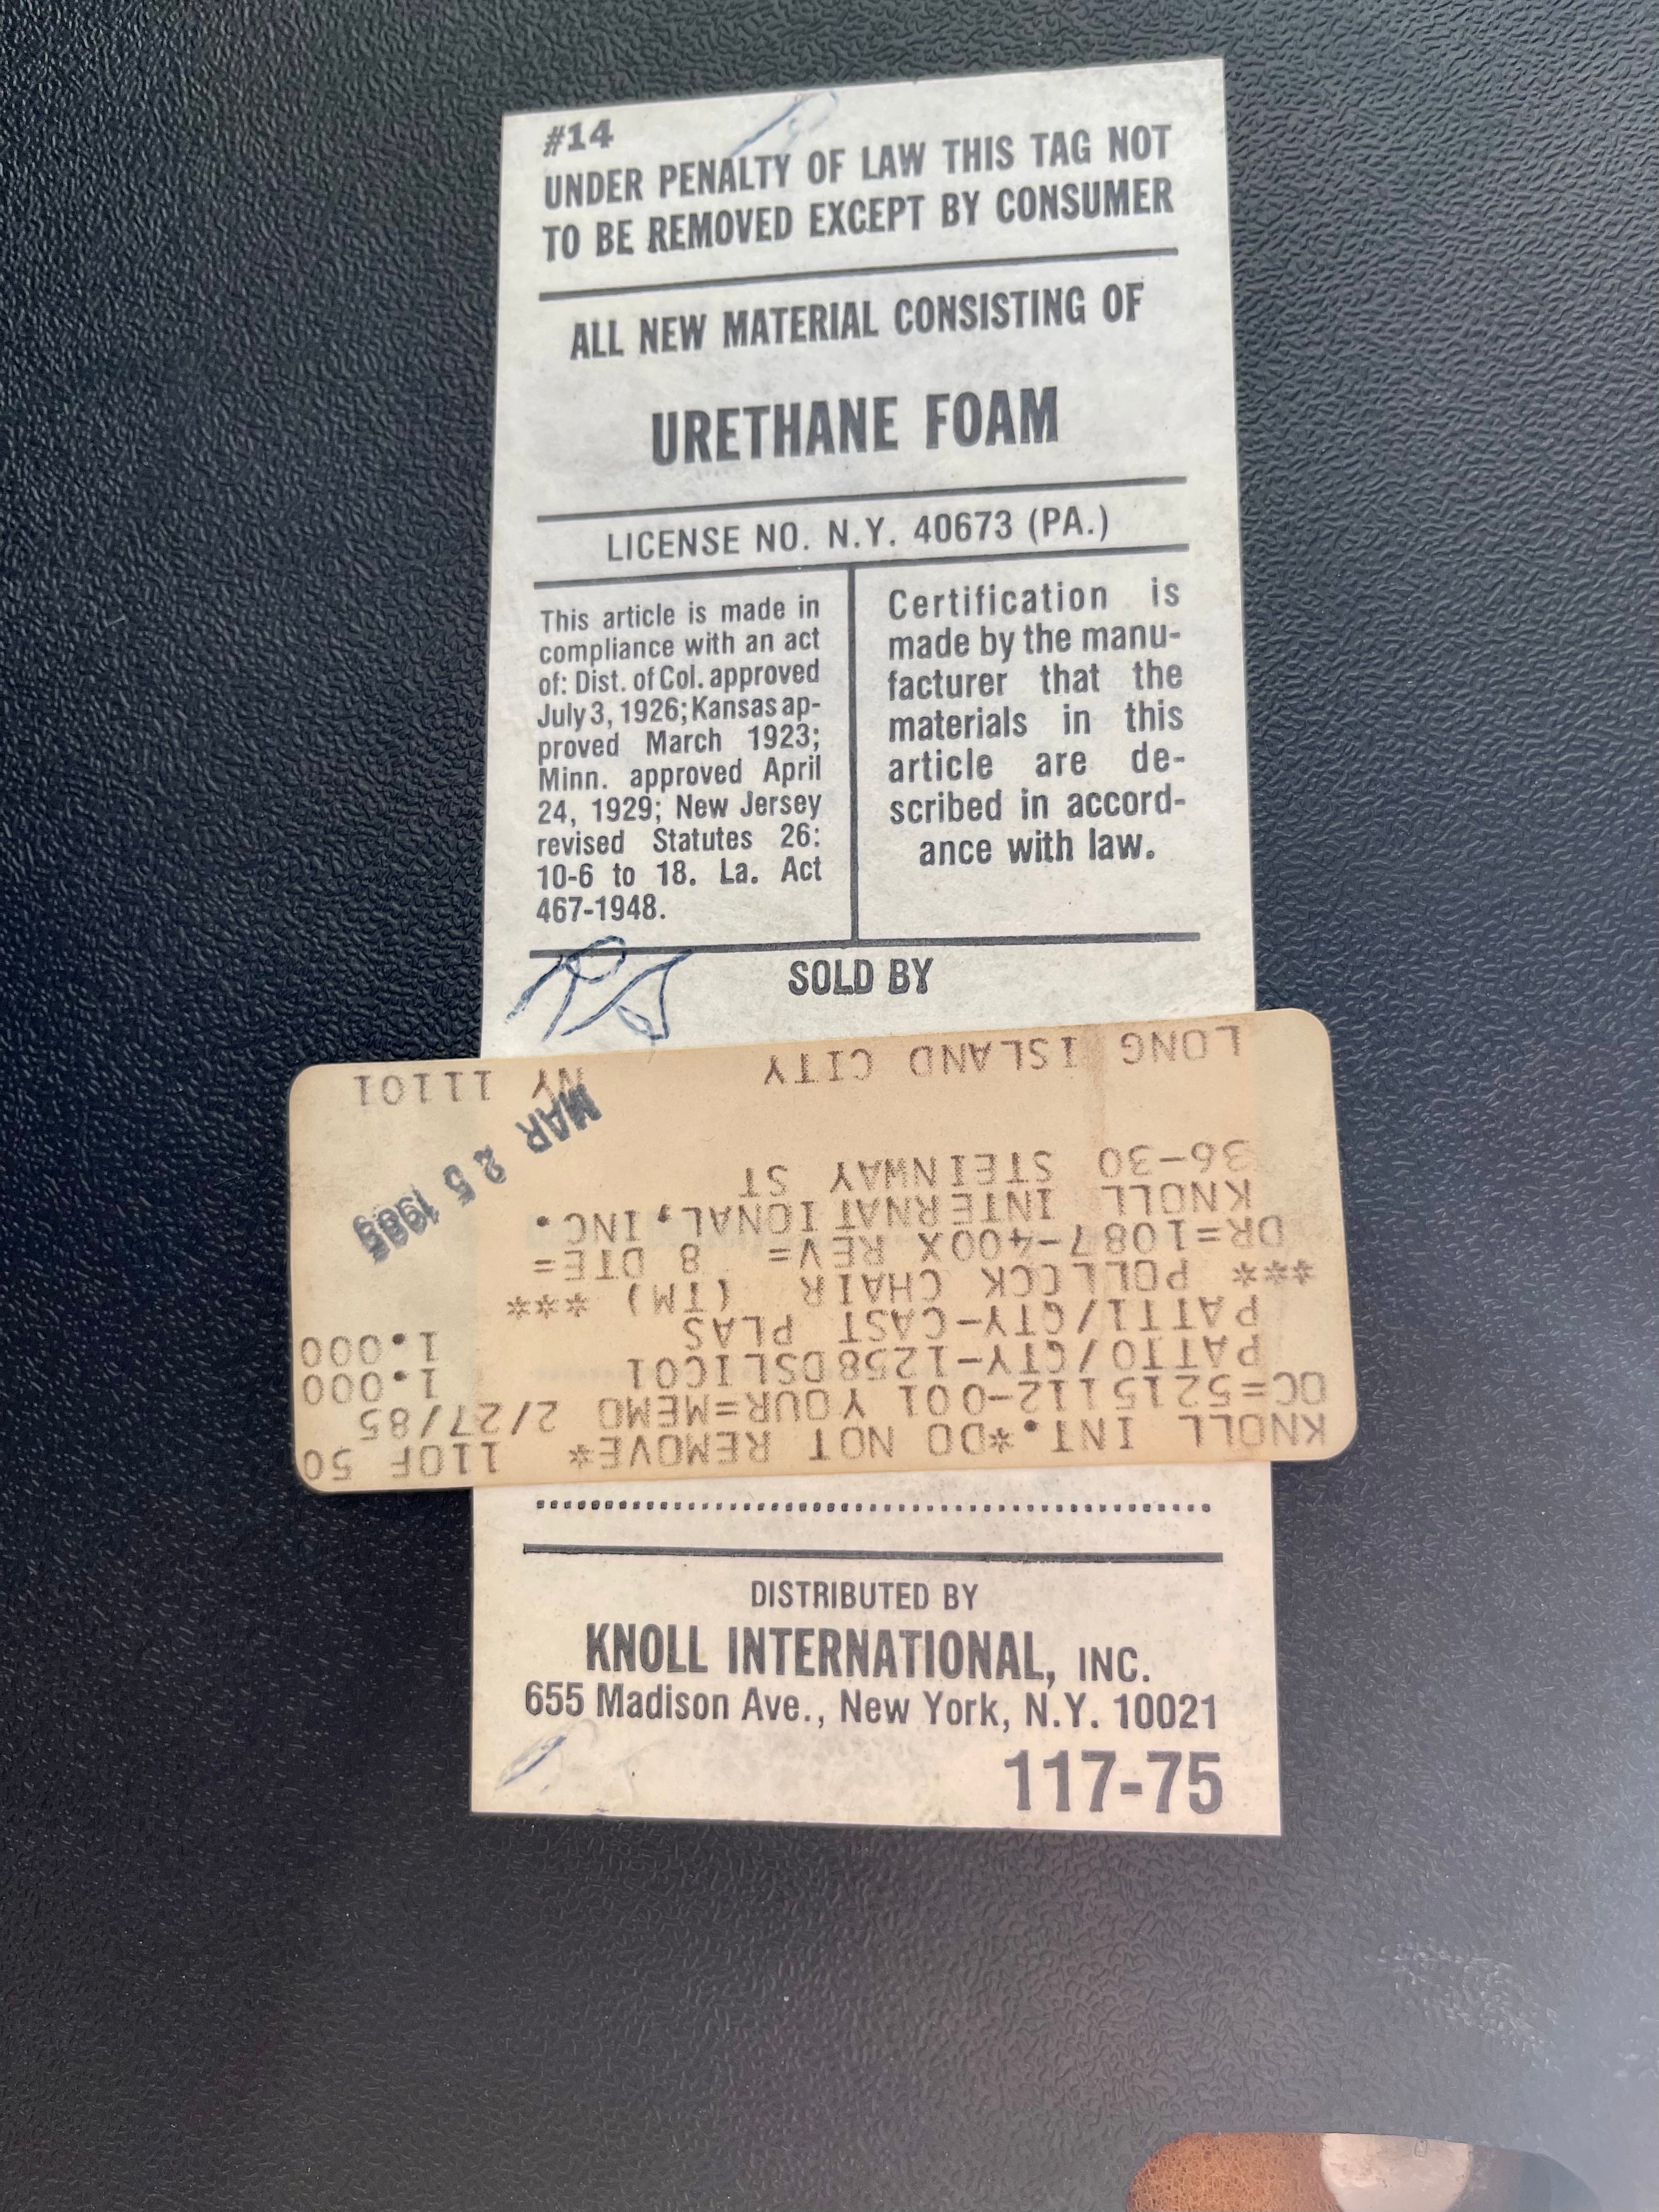 #14
UNDER PENALTY OF LAW THIS TAG NOT
TO BE REMOVED EXCEPT BY CONSUMER
ALL NEW MATERIAL CONSISTING OF
URETHANE FOAM
LICENSE NO. N.Y. 40673 (PA.)
This article is made in
compliance with an act
of: Dist. of Col. approved
July 3, 1926; Kansas ap-
proved March 1923;
Minn. approved April
24, 1929; New Jersey
revised Statutes 26:
10-6 to 18. La. Act
467-1948.
Certification is
made by the manu-
facturer that the
materials in this
article are de-
scribed in accord-
ance with law.
SOLD BY
KNOLL INT.*DO NOT REMOVE* 11OF 50
OC=5215112-001 YOUR=MEMO 2/27/85
PATT0/QTY-1258DSLIC01 1.000
PATT1/QTY-CAST PLAS 1.000
*** POLLOCK CHAIR (TM) ***
DR=1087-400X REV= 8 DTE=
KNOLL INTERNATIONAL, INC.
36-30 STEINWAY ST
LONG ISLAND CITY NY 11101
MAR 25 1985
DISTRIBUTED BY
KNOLL INTERNATIONAL, INC.
655 Madison Ave., New York, N.Y. 10021
117-75